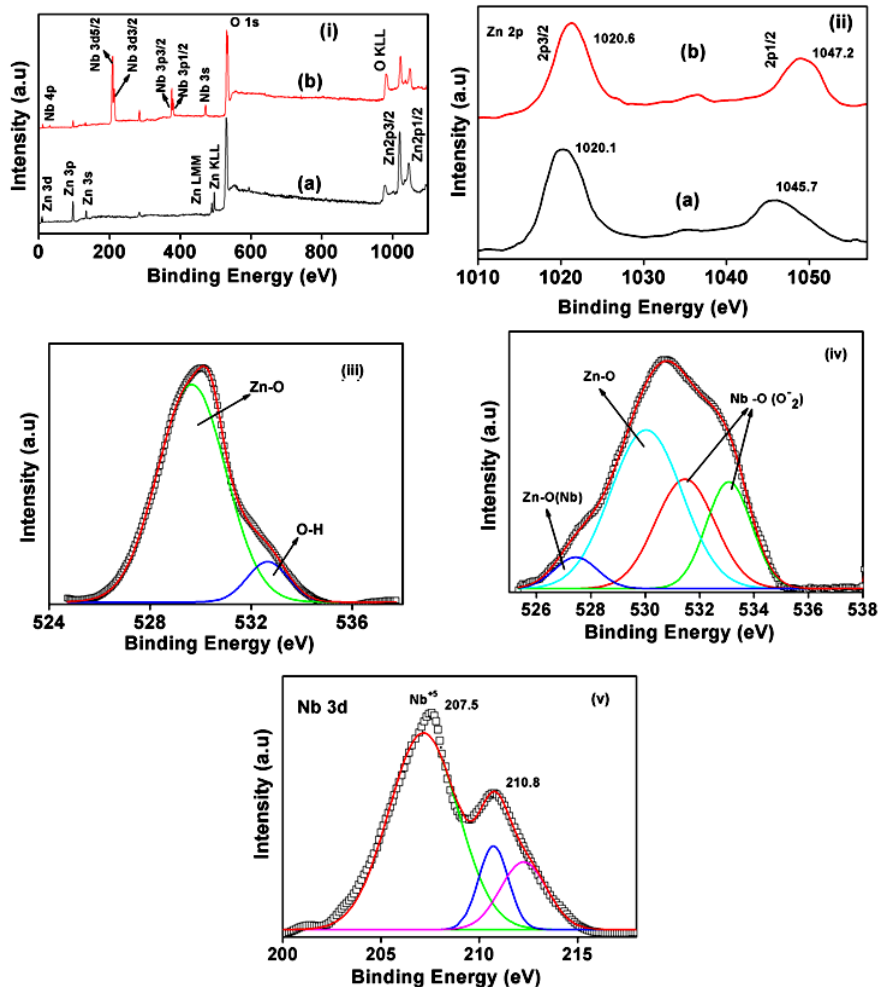 (i)
O 1s
Nb 3d5/2
Nb 3d3/2
Nb 3p3/2
Nb 3p1/2
Nb 3s
Nb 4p
(b)
O KLL
Zn 3d
Zn 3p
Zn 3s
Zn LMM
Zn KLL
(a)
Zn2p3/2
Zn2p1/2
Intensity (a.u)
0 200 400 600 800 1000
Binding Energy (eV)
(ii)
Zn 2p
2p3/2
1020.6
(b)
2p1/2
1047.2
1020.1
(a)
1045.7
Intensity (a.u)
1010 1020 1030 1040 1050
Binding Energy (eV)
(iii)
Zn-O
O-H
Intensity (a.u)
524 528 532 536
Binding Energy (eV)
(iv)
Zn-O
Nb -O (O⁻₂)
Zn-O(Nb)
Intensity (a.u)
526 528 530 533 534 536 538
Binding Energy (eV)
Nb 3d
Nb⁺⁵
207.5
(v)
210.8
Intensity (a.u)
200 207 210 215
Binding Energy (eV)